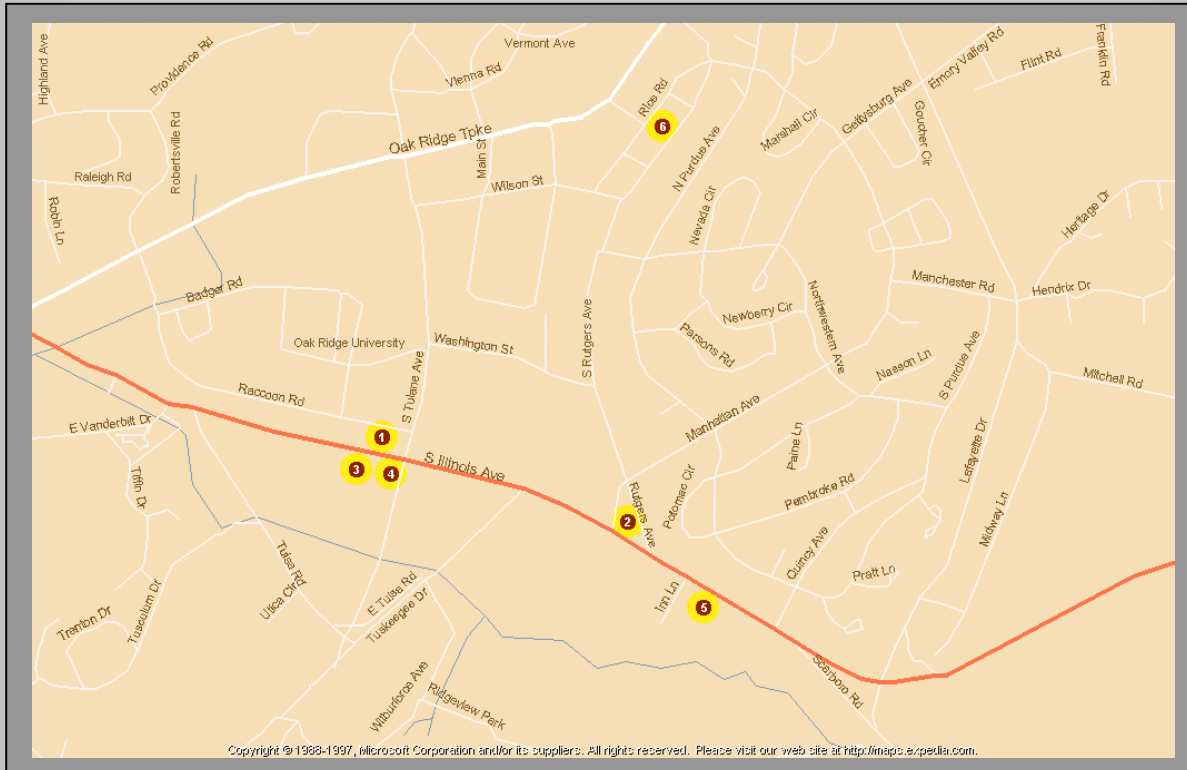 Highland Ave
Providence Rd
Vermont Ave
Vienna Rd
Franklin Rd
Flint Rd
Emory Valley Rd
Gettysburg Ave
Goucher Cir
Marshall Cir
Rice Rd
6
N Purdue Ave
Oak Ridge Tpke
Main St
Robertsville Rd
Raleigh Rd
Robin Ln
Wilson St
Nevada Cir
Heritage Dr
Manchester Rd
Hendrix Dr
Badger Rd
Newberry Cir
Northwestern Ave
Parsons Rd
S Rutgers Ave
Oak Ridge University
Washington St
Nasson Ln
S Purdue Ave
Mitchell Rd
S Tulane Ave
Raccoon Rd
Manhattan Ave
E Vanderbilt Dr
1
Paine Ln
Lafayette Dr
S Illinois Ave
3
4
Tiffin Dr
Potomac Cir
Pembroke Rd
Midway Ln
Rutgers Ave
2
Quincy Ave
Pratt Ln
Tulsa Rd
Utica Cir
E Tulsa Rd
Tuskeegee Dr
Inn Ln
5
Trenton Dr
Tusculum Dr
Scarboro Rd
Wilburforce Ave
Ridgeview Park
Copyright © 1988-1997, Microsoft Corporation and/or its suppliers. All rights reserved. Please visit our web site at http://maps.expedia.com.